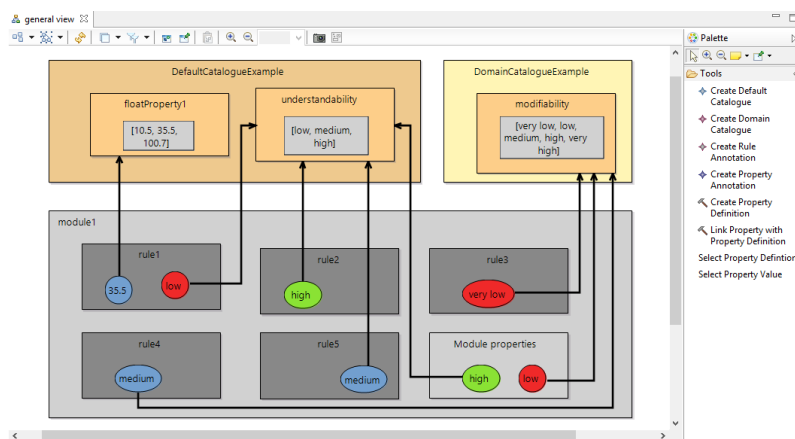 general view
DefaultCatalogueExample
floatProperty1
[10.5, 35.5,
100.7]
understandability
[low, medium,
high]
DomainCatalogueExample
modifiability
[very low, low,
medium, high, very
high]
module1
rule1
35.5
low
rule2
high
rule3
very low
rule4
medium
rule5
medium
Module properties
high
low
Palette
Tools
Create Default
Catalogue
Create Domain
Catalogue
Create Rule
Annotation
Create Property
Annotation
Create Property
Definition
Link Property with
Property Definition
Select Property Defintion
Select Property Value